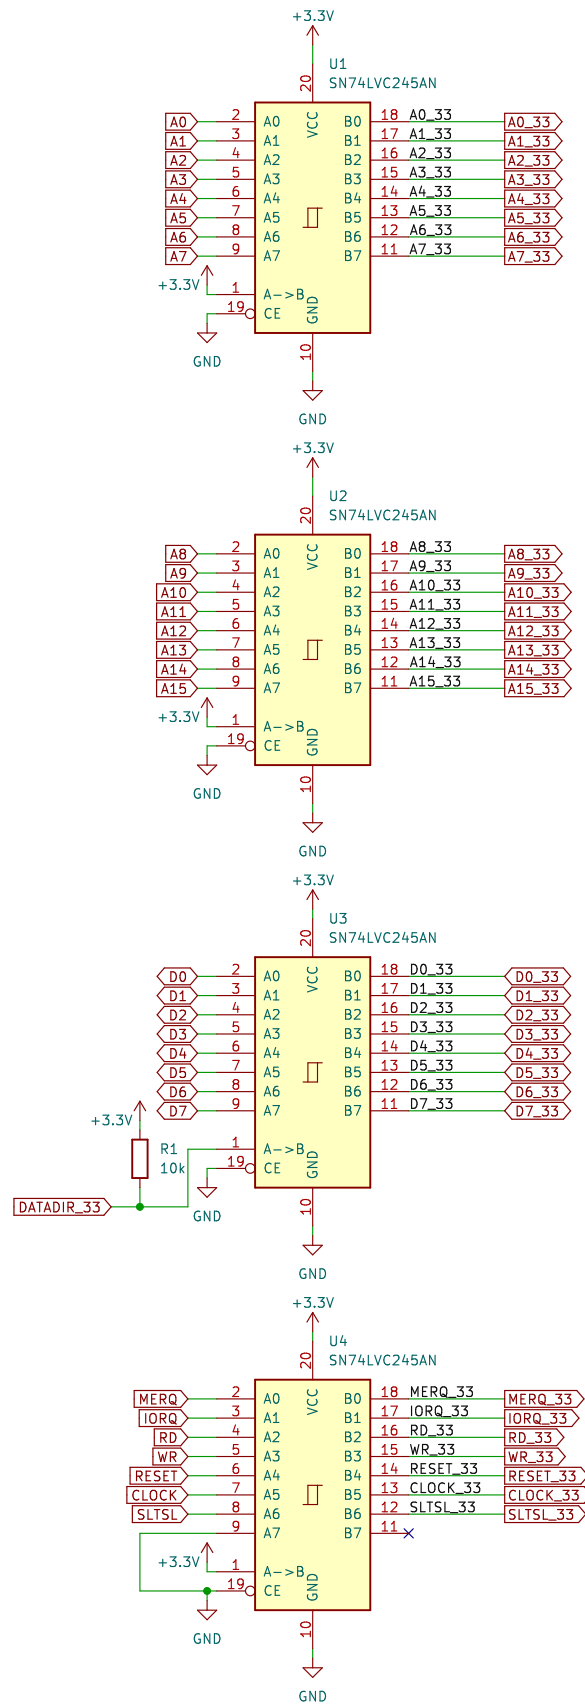 +3.3V
U1
SN74LVC245AN
20
VCC
A0 2 A0 B0 18 A0_33 A0_33
A1 3 A1 B1 17 A1_33 A1_33
A2 4 A2 B2 16 A2_33 A2_33
A3 5 A3 B3 15 A3_33 A3_33
A4 6 A4 B4 14 A4_33 A4_33
A5 7 A5 B5 13 A5_33 A5_33
A6 8 A6 B6 12 A6_33 A6_33
A7 9 A7 B7 11 A7_33 A7_33
+3.3V
1 A->B
19 CE
GND
10
GND
GND
+3.3V
U2
SN74LVC245AN
20
VCC
A8 2 A0 B0 18 A8_33 A8_33
A9 3 A1 B1 17 A9_33 A9_33
A10 4 A2 B2 16 A10_33 A10_33
A11 5 A3 B3 15 A11_33 A11_33
A12 6 A4 B4 14 A12_33 A12_33
A13 7 A5 B5 13 A13_33 A13_33
A14 8 A6 B6 12 A14_33 A14_33
A15 9 A7 B7 11 A15_33 A15_33
+3.3V
1 A->B
19 CE
GND
10
GND
GND
+3.3V
U3
SN74LVC245AN
20
VCC
D0 2 A0 B0 18 D0_33 D0_33
D1 3 A1 B1 17 D1_33 D1_33
D2 4 A2 B2 16 D2_33 D2_33
D3 5 A3 B3 15 D3_33 D3_33
D4 6 A4 B4 14 D4_33 D4_33
D5 7 A5 B5 13 D5_33 D5_33
D6 8 A6 B6 12 D6_33 D6_33
D7 9 A7 B7 11 D7_33 D7_33
+3.3V
R1
10k
1 A->B
19 CE
GND
DATADIR_33
10
GND
GND
+3.3V
U4
SN74LVC245AN
20
VCC
MERQ 2 A0 B0 18 MERQ_33 MERQ_33
IORQ 3 A1 B1 17 IORQ_33 IORQ_33
RD 4 A2 B2 16 RD_33 RD_33
WR 5 A3 B3 15 WR_33 WR_33
RESET 6 A4 B4 14 RESET_33 RESET_33
CLOCK 7 A5 B5 13 CLOCK_33 CLOCK_33
SLTSL 8 A6 B6 12 SLTSL_33 SLTSL_33
9 A7 B7 11
+3.3V
1 A->B
19 CE
GND
10
GND
GND